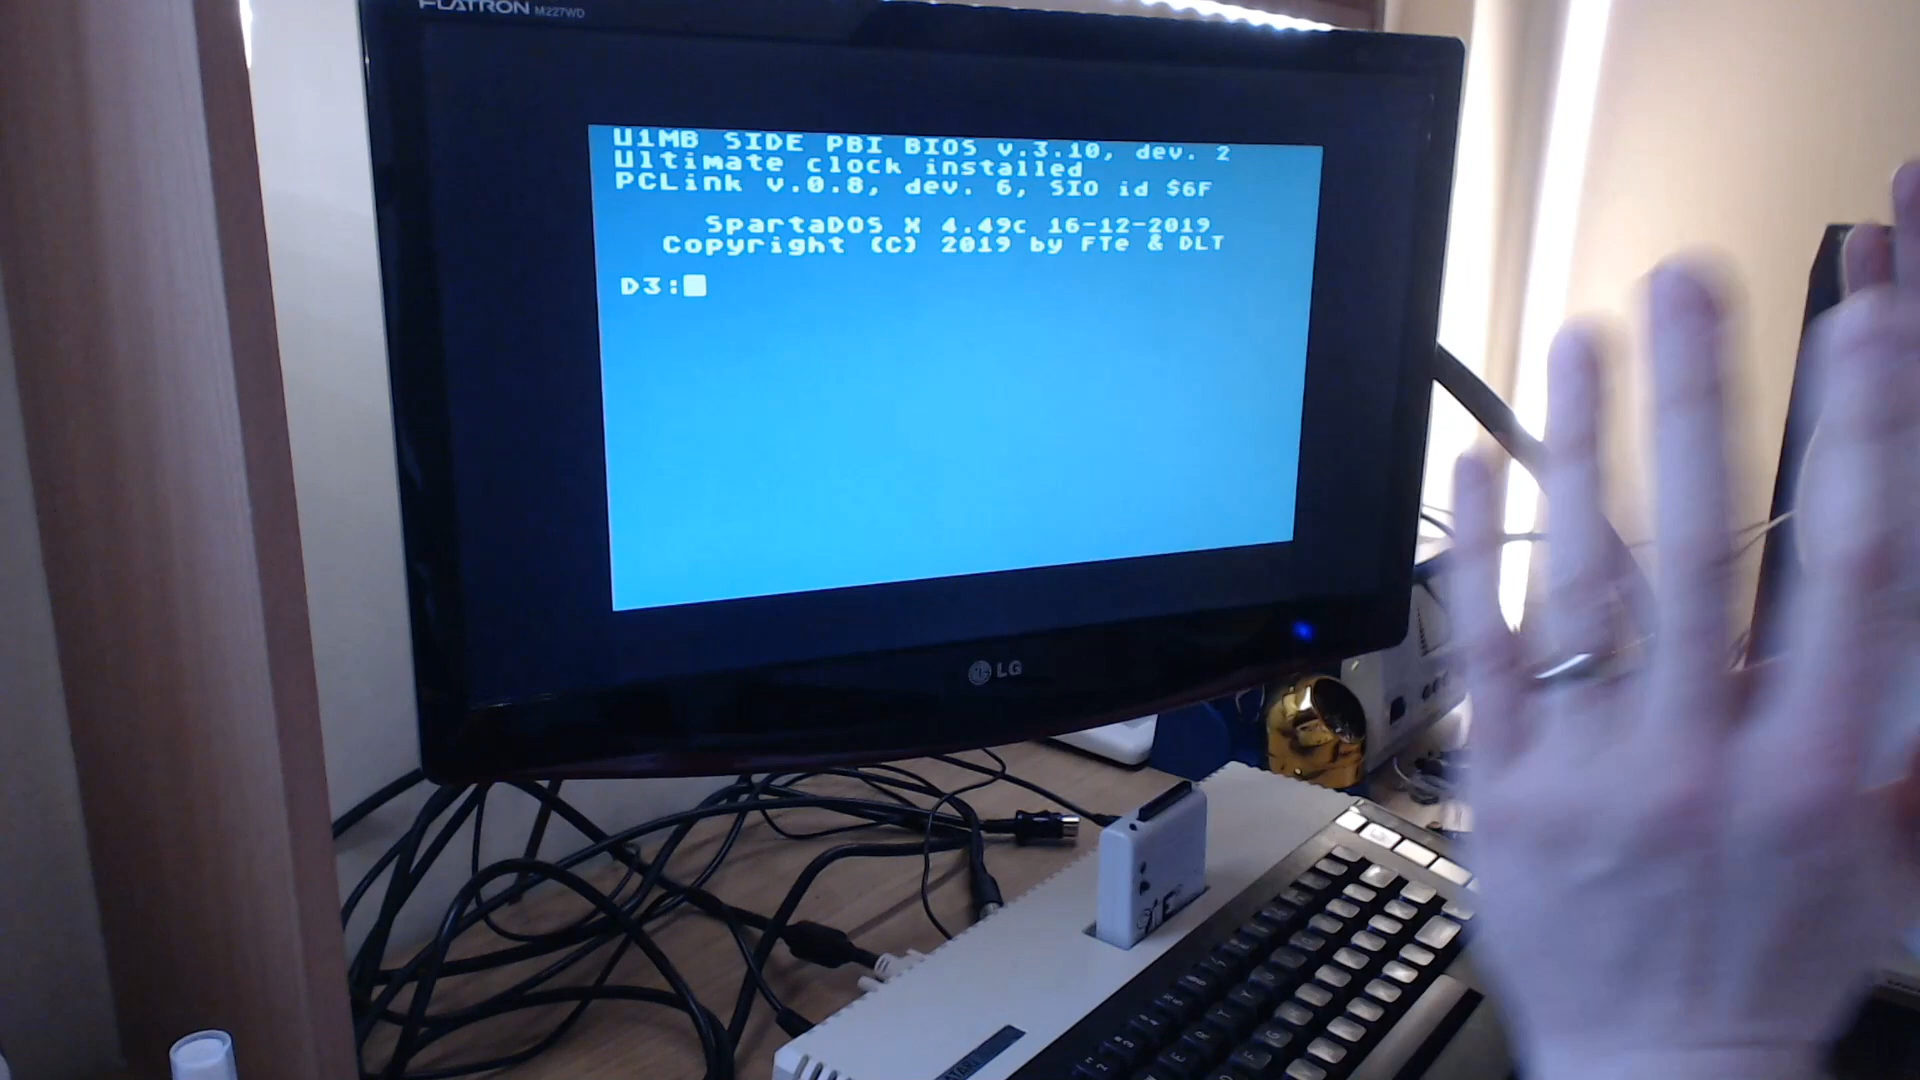 FLATRON M227WD
U1MB SIDE PBI BIOS v.3.10, dev. 2
Ultimate clock installed
PCLink v.0.8, dev. 6, SIO id $6F
SpartaDOS X 4.49c 16-12-2019
Copyright (C) 2019 by FTe & DLT
D3:
LG
ATARI